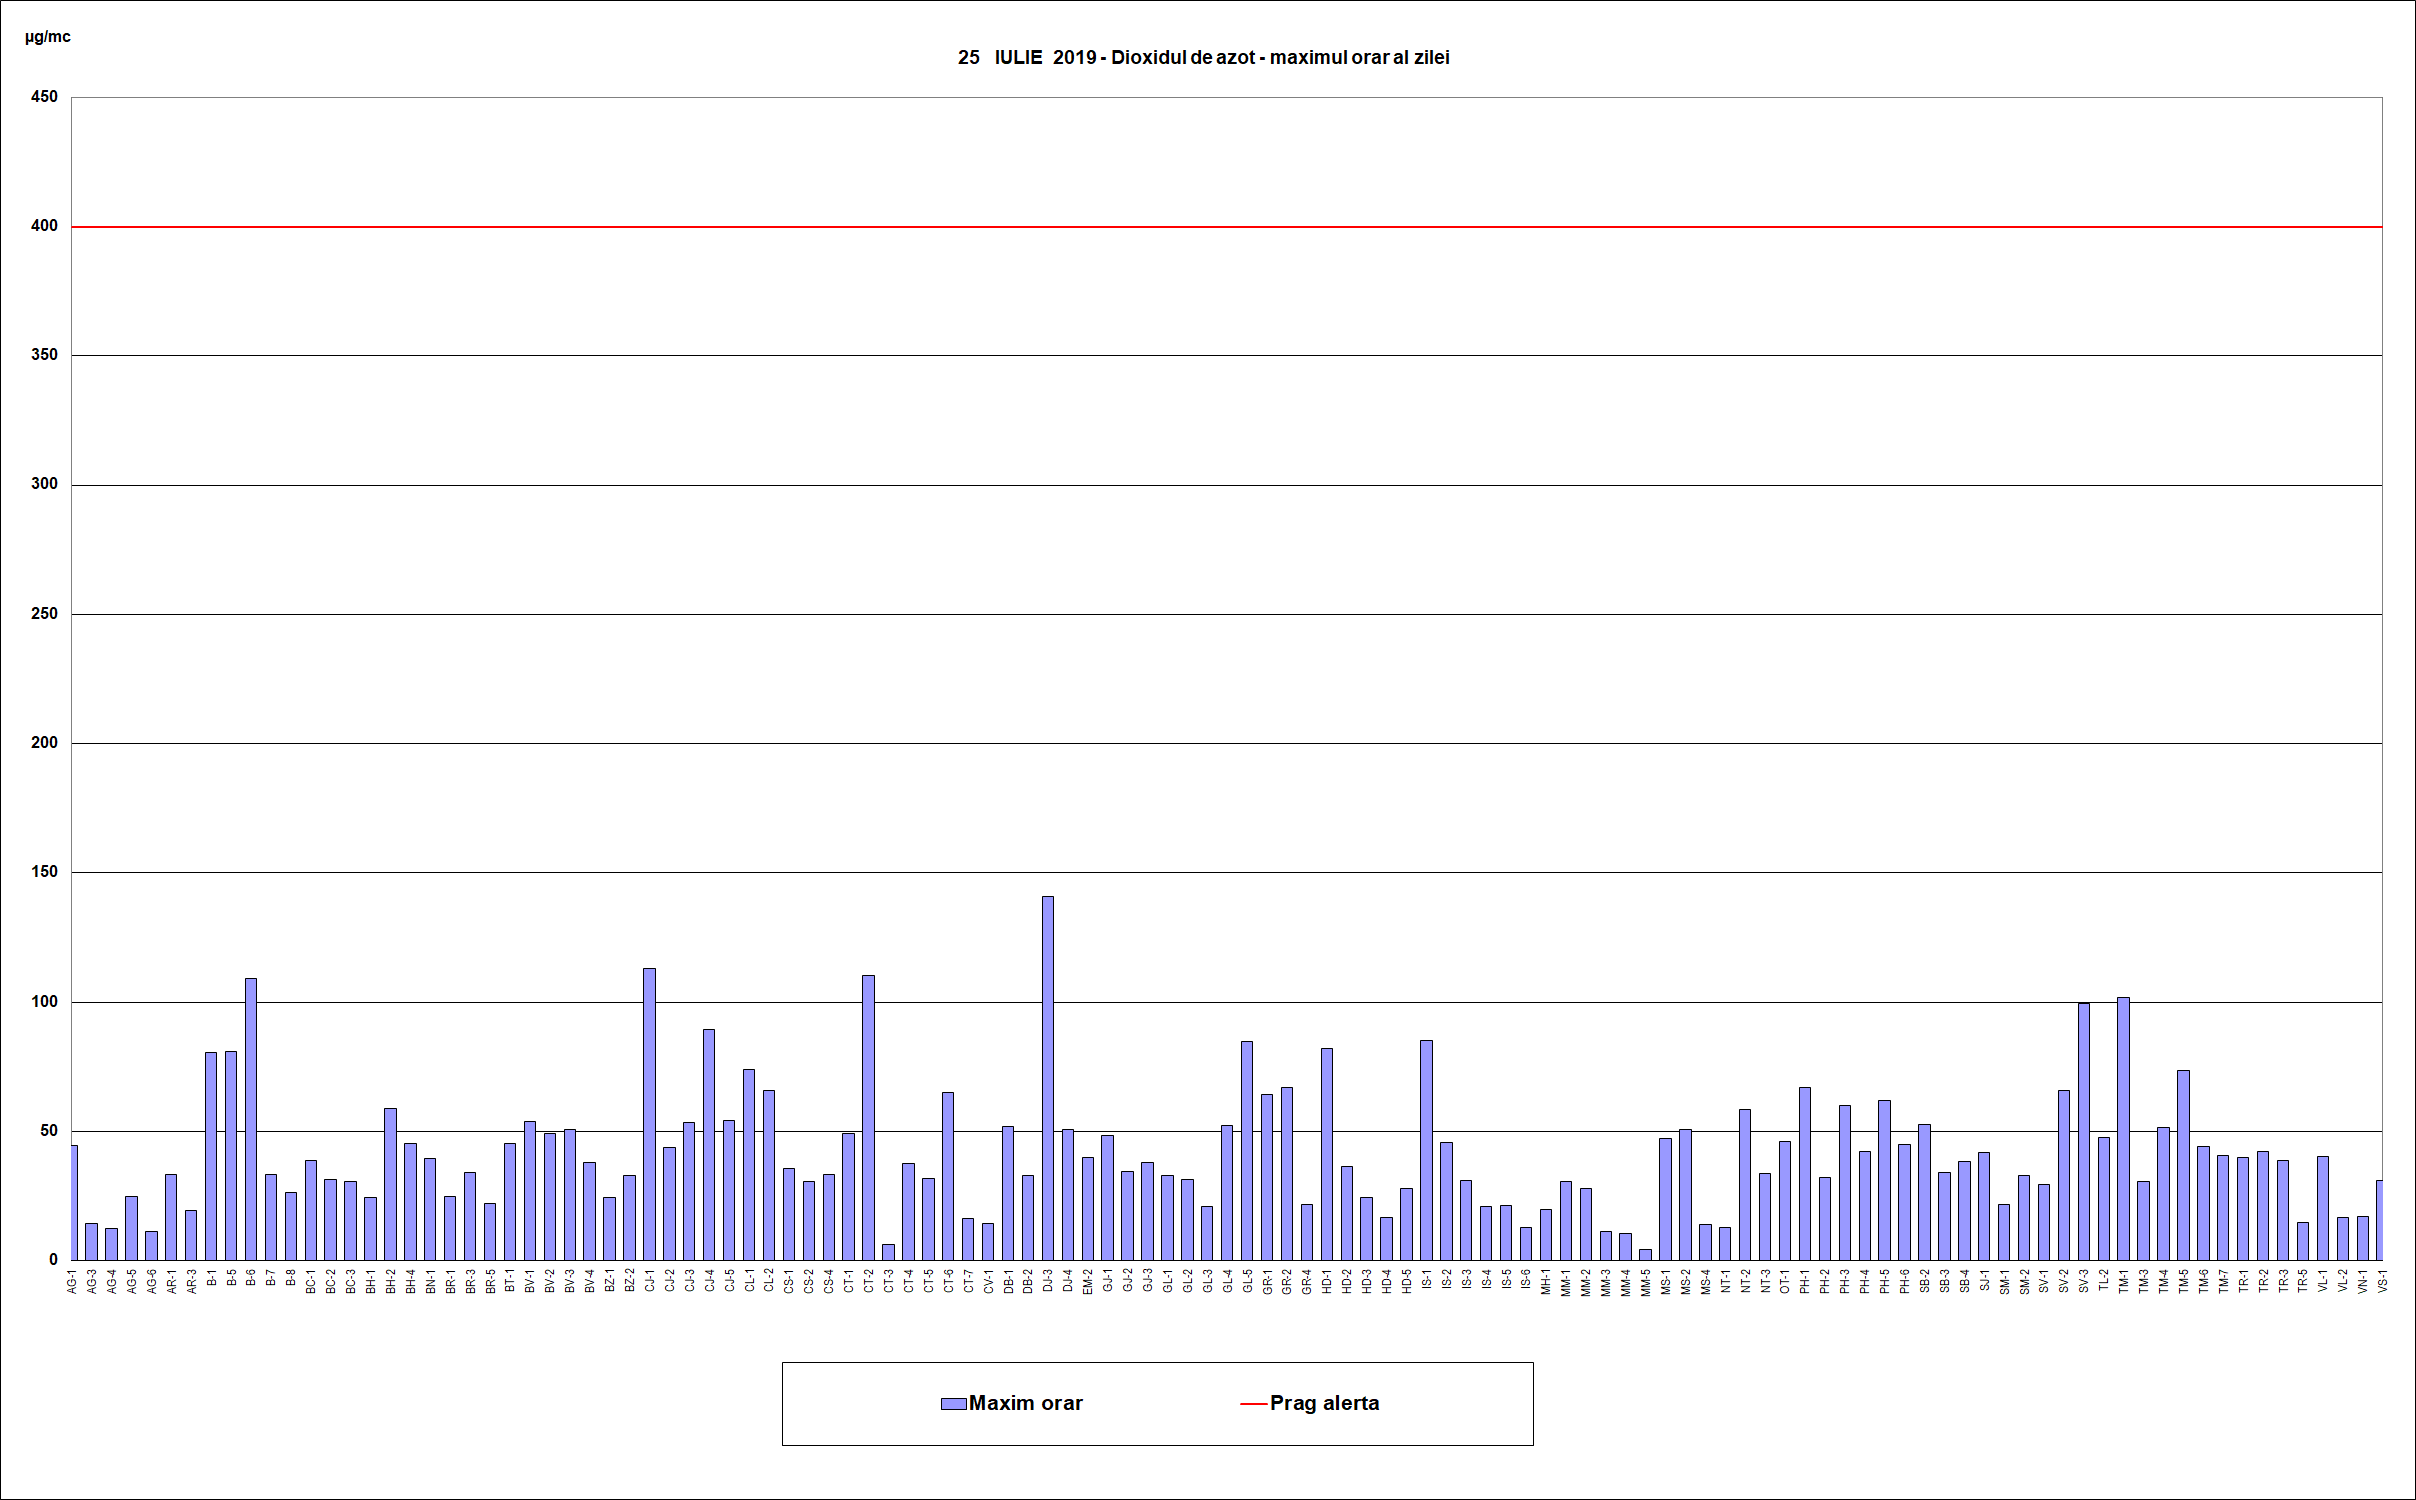 µg/mc
25 IULIE 2019 - Dioxidul de azot - maximul orar al zilei
450
400
350
300
250
200
150
100
50
0
AG-1 AG-3 AG-4 AG-5 AG-6 AR-1 AR-3 B-1 B-5 B-6 B-7 B-8 BC-1 BC-2 BC-3 BH-1 BH-2 BH-4 BN-1 BR-1 BR-3 BR-5 BT-1 BV-1 BV-2 BV-3 BV-4 BZ-1 BZ-2 CJ-1 CJ-2 CJ-3 CJ-4 CJ-5 CL-1 CL-2 CS-1 CS-2 CS-4 CT-1 CT-2 CT-3 CT-4 CT-5 CT-6 CT-7 CV-1 DB-1 DB-2 DJ-3 DJ-4 EM-2 GJ-1 GJ-2 GJ-3 GL-1 GL-2 GL-3 GL-4 GL-5 GR-1 GR-2 GR-4 HD-1 HD-2 HD-3 HD-4 HD-5 IS-1 IS-2 IS-3 IS-4 IS-5 IS-6 MH-1 MM-1 MM-2 MM-3 MM-4 MM-5 MS-1 MS-2 MS-4 NT-1 NT-2 NT-3 OT-1 PH-1 PH-2 PH-3 PH-4 PH-5 PH-6 SB-2 SB-3 SB-4 SJ-1 SM-1 SM-2 SV-1 SV-2 SV-3 TL-2 TM-1 TM-3 TM-4 TM-5 TM-6 TM-7 TR-1 TR-2 TR-3 TR-5 VL-1 VL-2 VN-1 VS-1
Maxim orar Prag alerta